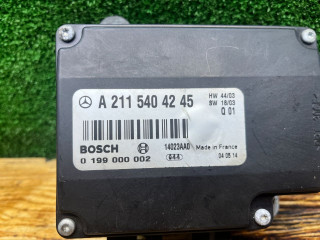 A 211 540 42 45
HW 44/03
SW 18/03
Q 01
BOSCH
14023AA0
Made in France
0 199 000 002
G44
04 05 14